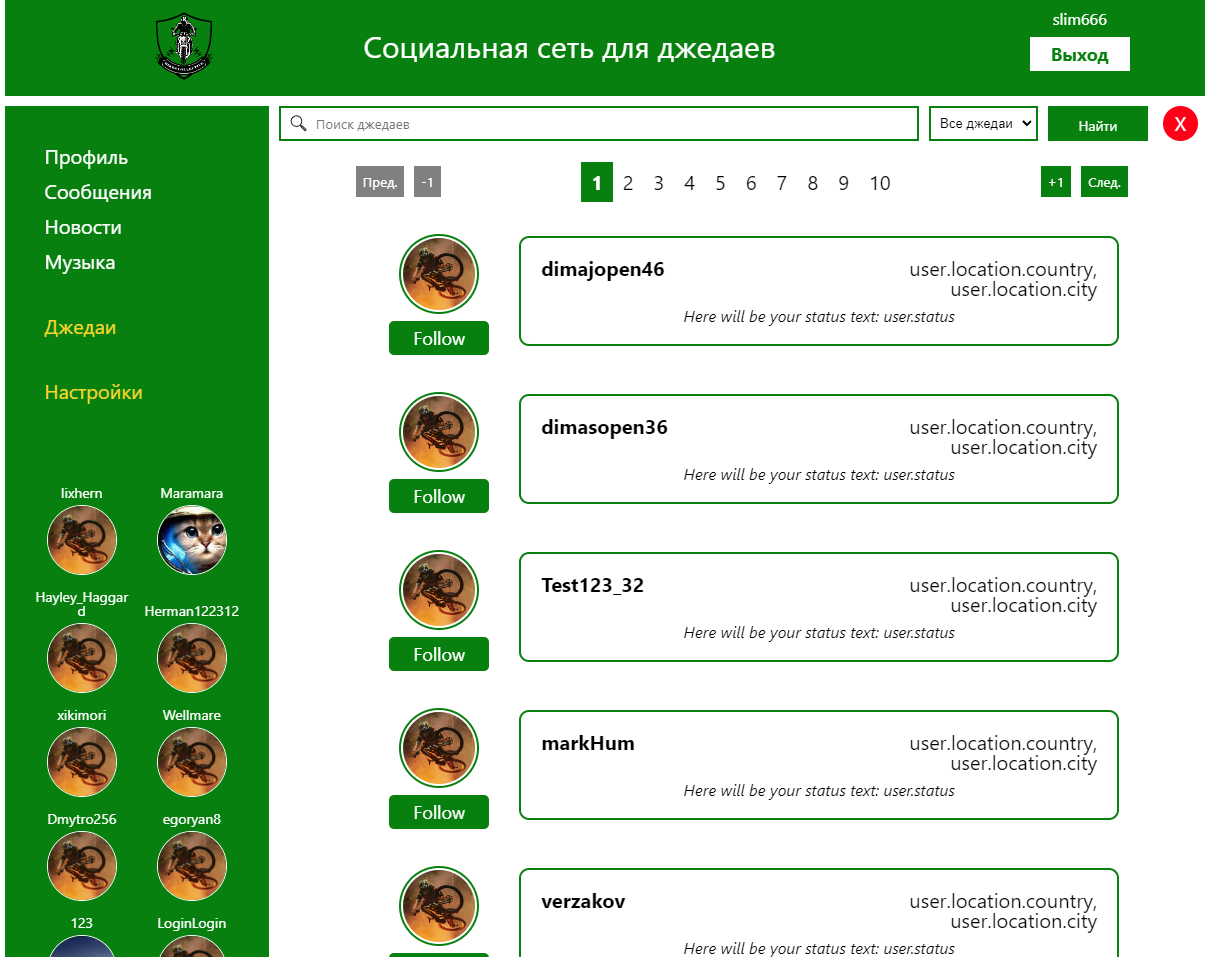 slim666
Социальная сеть для джедаев
Выход
Поиск джедаев
Все джедаи
Найти
X
Профиль
Сообщения
Новости
Музыка
Джедаи
Настройки
lixhern
Maramara
Hayley_Haggar
d
Herman122312
xikimori
Wellmare
Dmytro256
egoryan8
123
LoginLogin
Пред.
-1
1 2 3 4 5 6 7 8 9 10
+1
След.
dimajopen46
user.location.country,
user.location.city
Here will be your status text: user.status
Follow
dimasopen36
user.location.country,
user.location.city
Here will be your status text: user.status
Follow
Test123_32
user.location.country,
user.location.city
Here will be your status text: user.status
Follow
markHum
user.location.country,
user.location.city
Here will be your status text: user.status
Follow
verzakov
user.location.country,
user.location.city
Here will be your status text: user.status